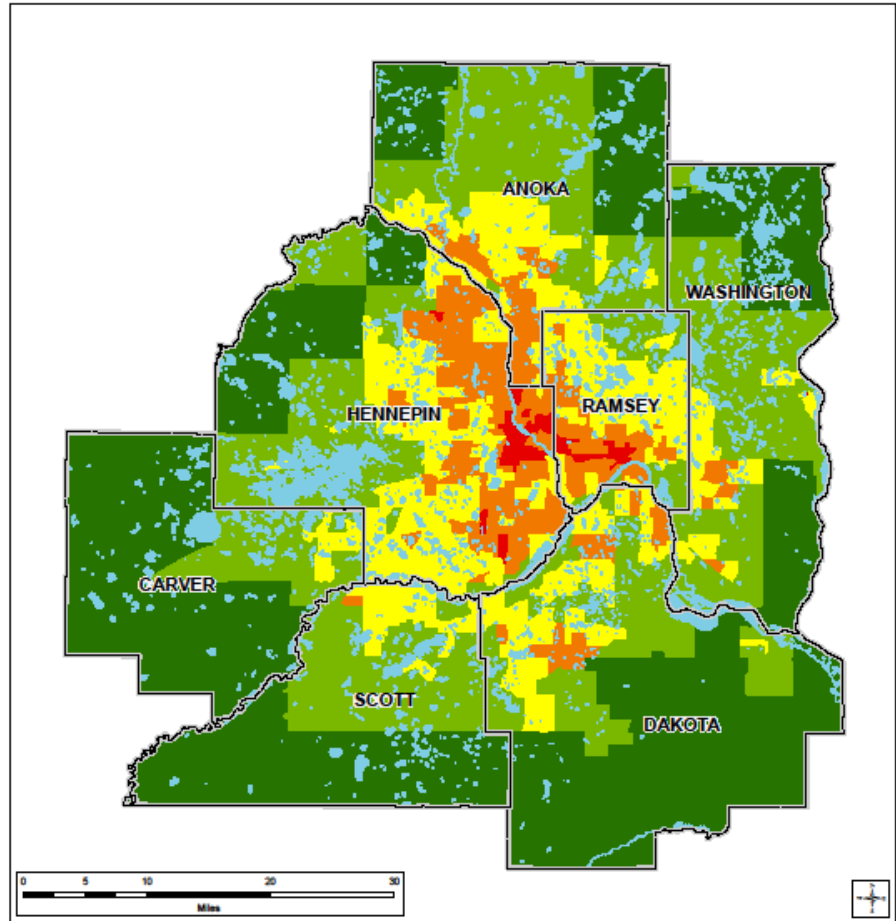 ANOKA
WASHINGTON
HENNEPIN
RAMSEY
CARVER
SCOTT
DAKOTA
0 5 10 20 30
Miles